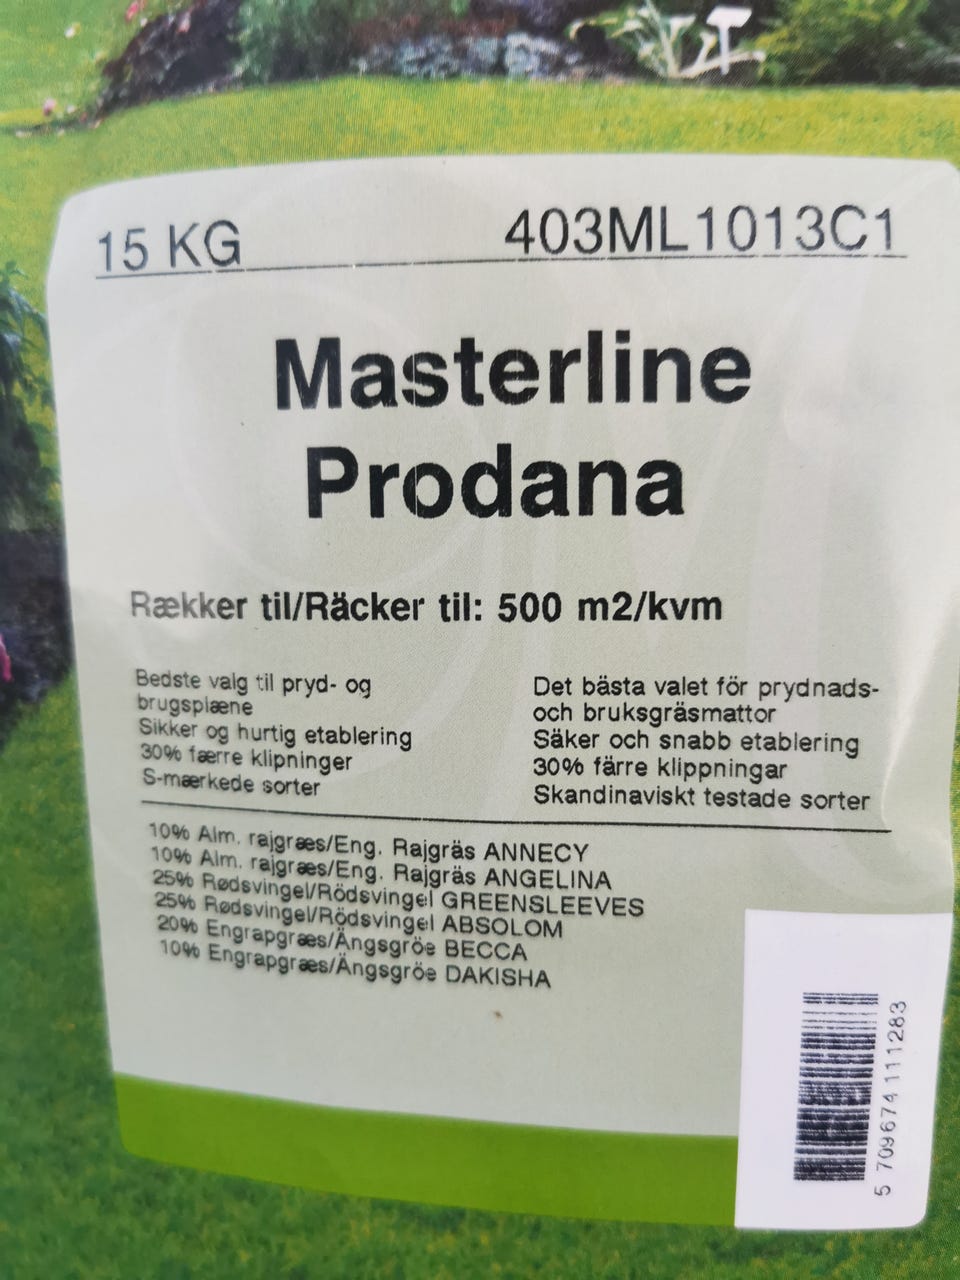 15 KG 403ML1013C1
Masterline
Prodana
Rækker til/Räcker til: 500 m2/kvm
Bedste valg til pryd- og
brugsplæne
Sikker og hurtig etablering
30% færre klipninger
S-mærkede sorter
Det bästa valet för prydnads-
och bruksgräsmattor
Säker och snabb etablering
30% färre klippningar
Skandinaviskt testade sorter
10% Alm. rajgræs/Eng. Rajgräs ANNECY
10% Alm. rajgræs/Eng. Rajgräs ANGELINA
25% Rødsvingel/Rödsvingel GREENSLEEVES
25% Rødsvingel/Rödsvingel ABSOLOM
20% Engrapgræs/Ängsgröe BECCA
10% Engrapgræs/Ängsgröe DAKISHA
5 709674 111283